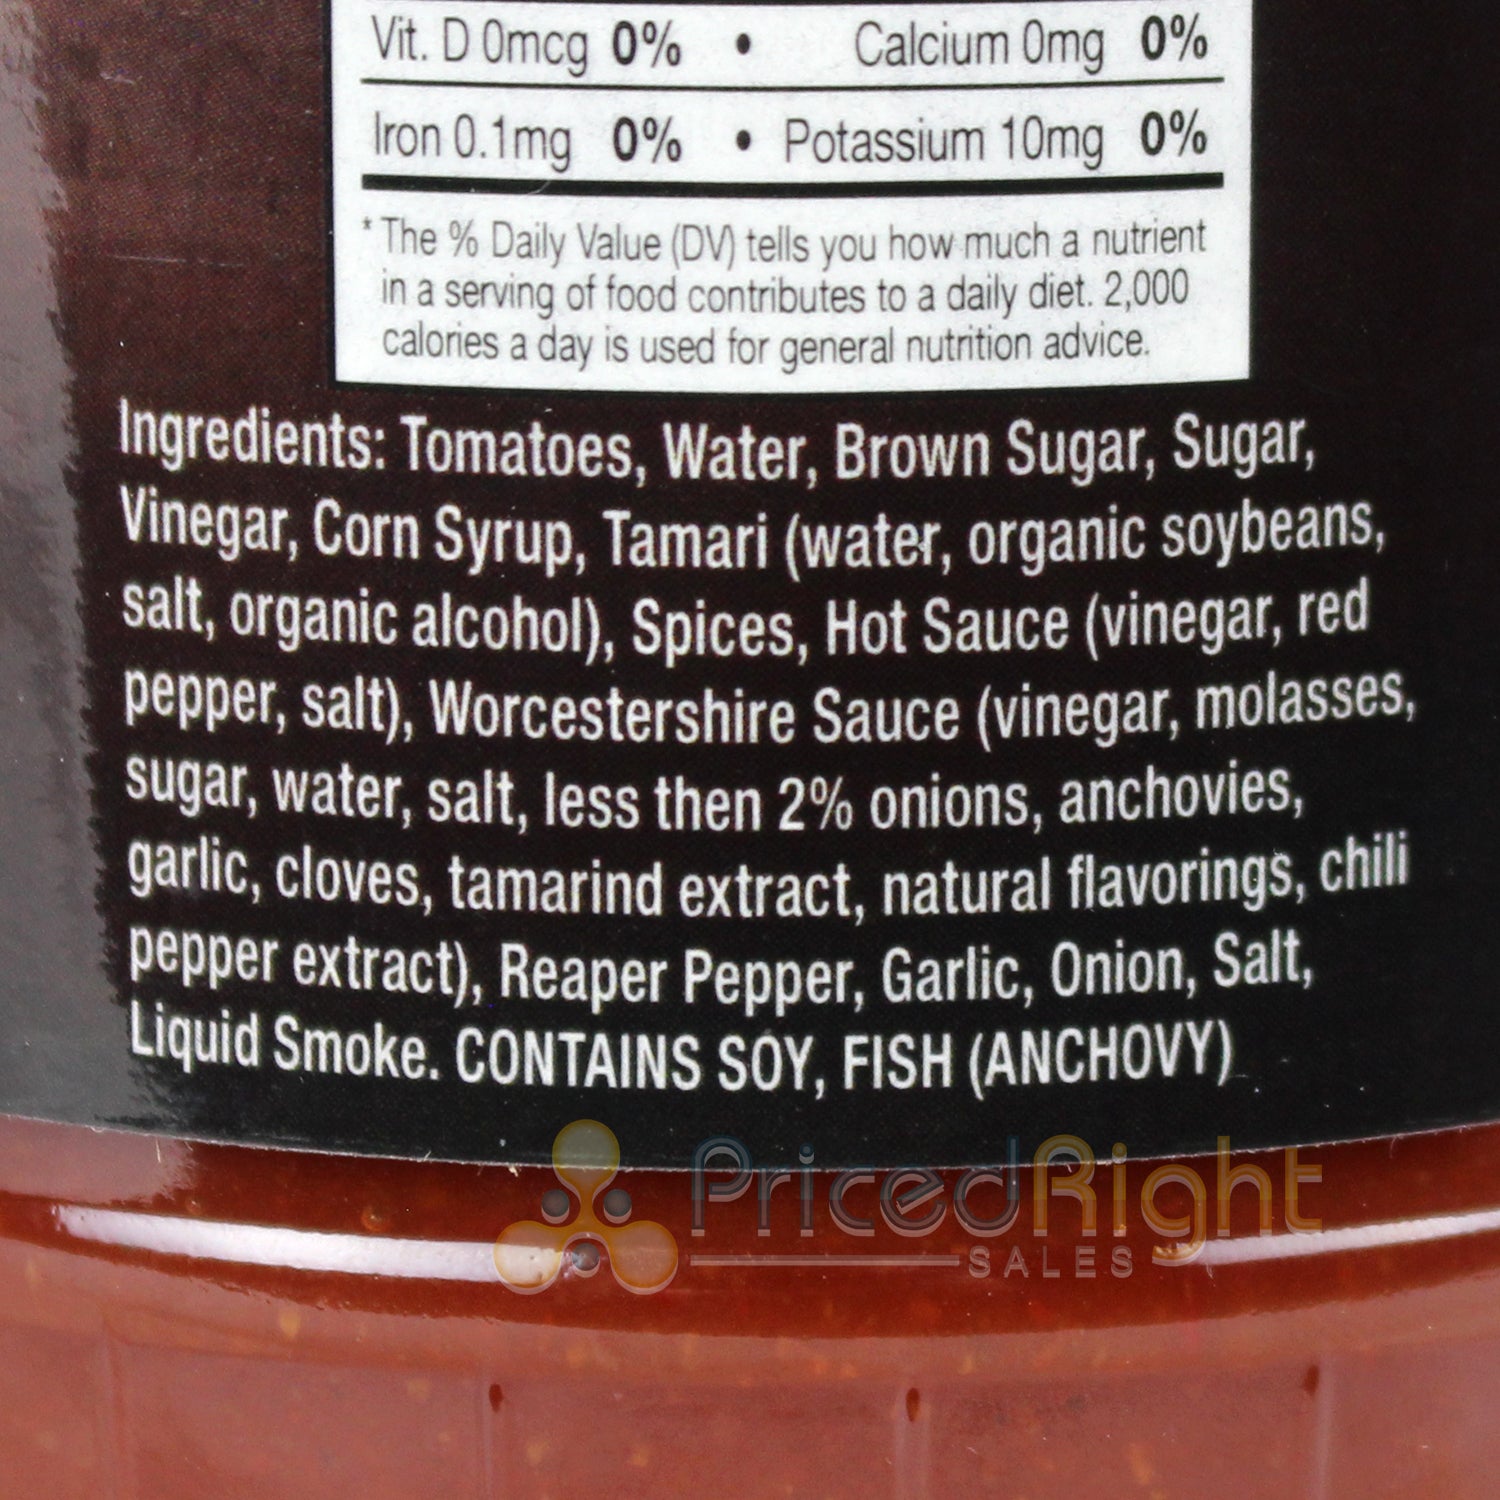 Vit. D 0mcg 0% • Calcium 0mg 0%
Iron 0.1mg 0% • Potassium 10mg 0%
* The % Daily Value (DV) tells you how much a nutrient
in a serving of food contributes to a daily diet. 2,000
calories a day is used for general nutrition advice.
Ingredients: Tomatoes, Water, Brown Sugar, Sugar,
Vinegar, Corn Syrup, Tamari (water, organic soybeans,
salt, organic alcohol), Spices, Hot Sauce (vinegar, red
pepper, salt), Worcestershire Sauce (vinegar, molasses,
sugar, water, salt, less then 2% onions, anchovies,
garlic, cloves, tamarind extract, natural flavorings, chili
pepper extract), Reaper Pepper, Garlic, Onion, Salt,
Liquid Smoke. CONTAINS SOY, FISH (ANCHOVY)
PricedRight
SALES